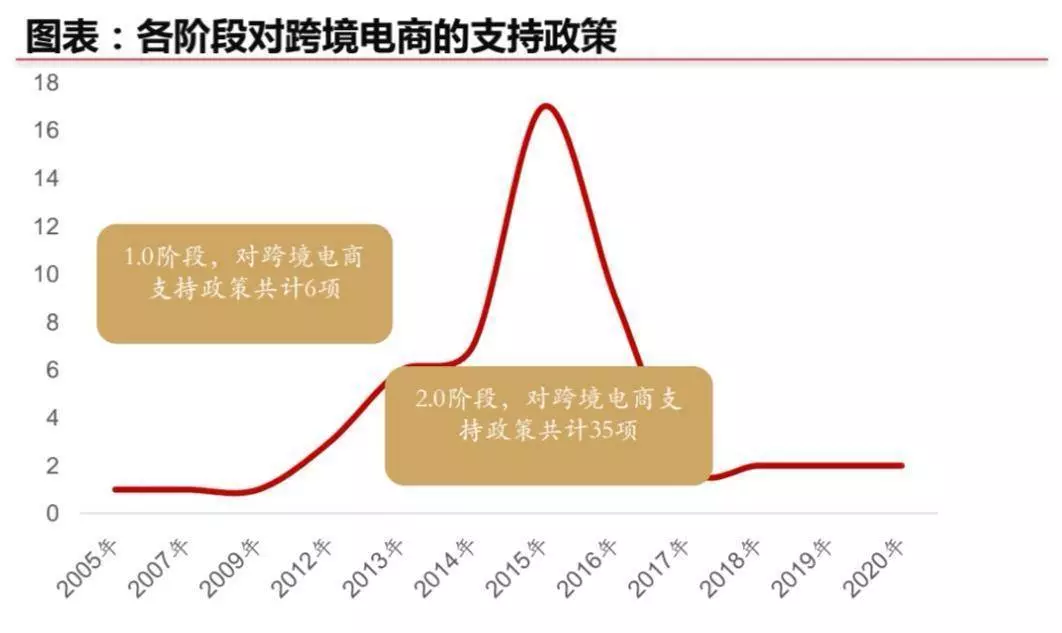 图表：各阶段对跨境电商的支持政策
18
16
14
12
10
8
6
4
2
0
1.0阶段，对跨境电商
支持政策共计6项
2.0阶段，对跨境电商支
持政策共计35项
2005年
2007年
2009年
2012年
2013年
2014年
2015年
2016年
2017年
2018年
2019年
2020年